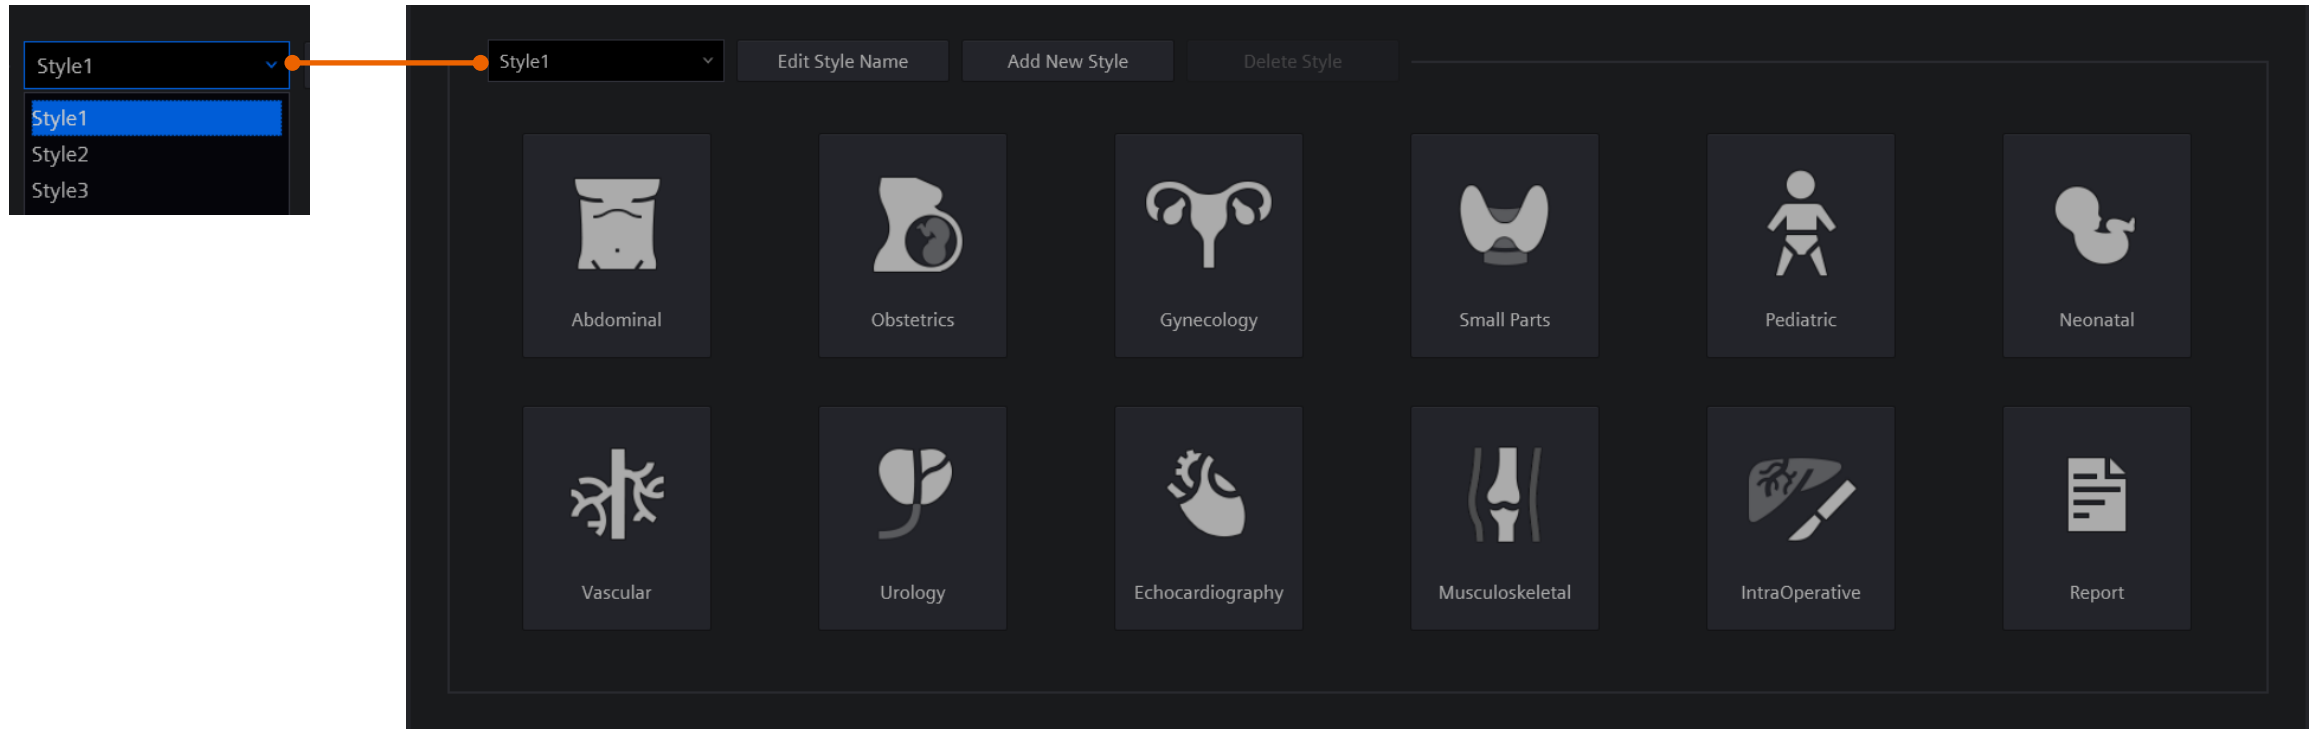 Style1
Style1
Style2
Style3
Style1
Edit Style Name
Add New Style
Delete Style
Abdominal
Obstetrics
Gynecology
Small Parts
Pediatric
Neonatal
Vascular
Urology
Echocardiography
Musculoskeletal
IntraOperative
Report